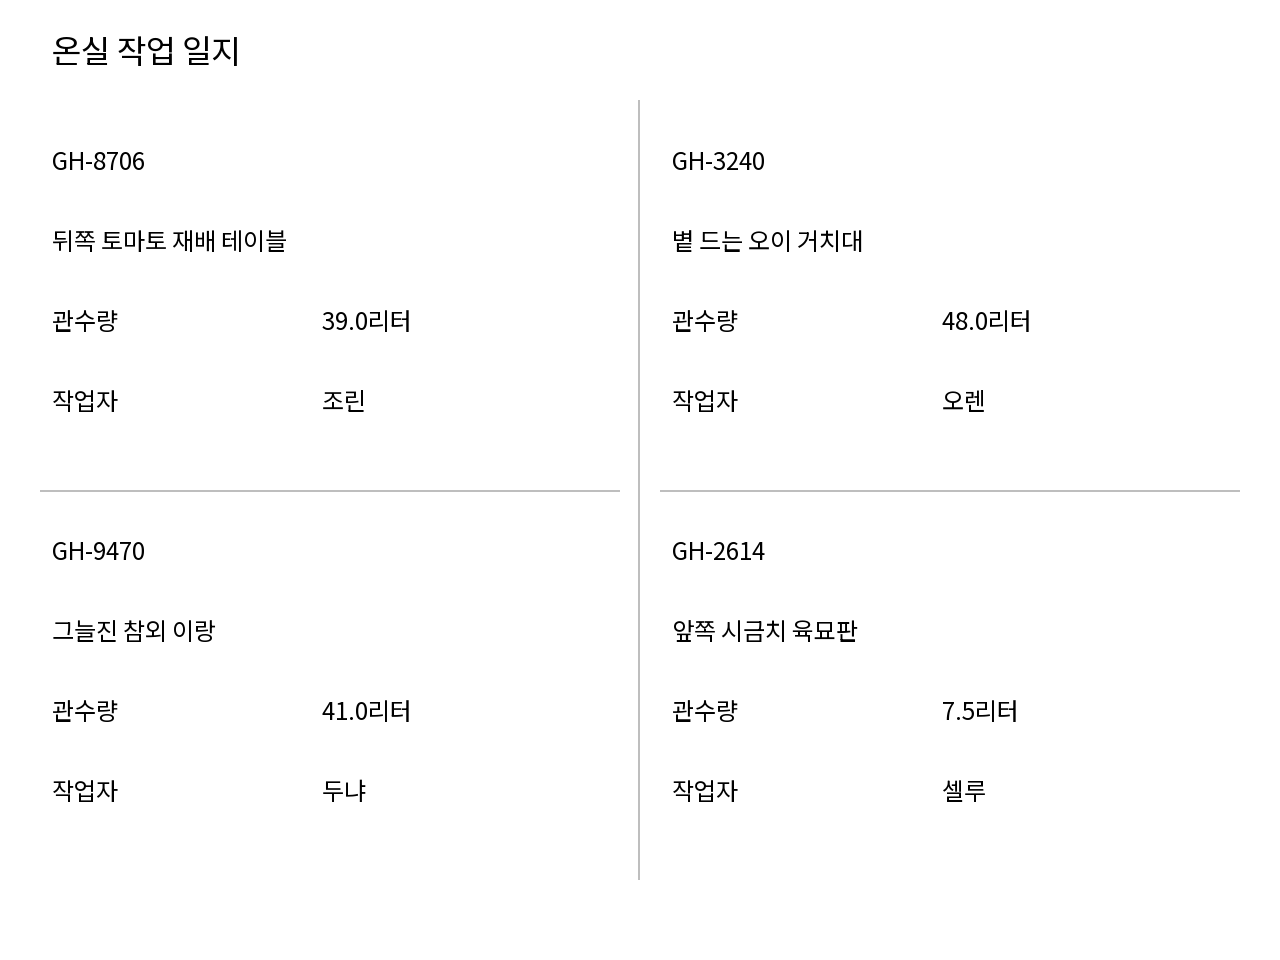 온실 작업 일지
GH-8706
뒤쪽 토마토 재배 테이블
관수량 39.0리터
작업자 조린
GH-3240
볕 드는 오이 거치대
관수량 48.0리터
작업자 오렌
GH-9470
그늘진 참외 이랑
관수량 41.0리터
작업자 두냐
GH-2614
앞쪽 시금치 육묘판
관수량 7.5리터
작업자 셀루